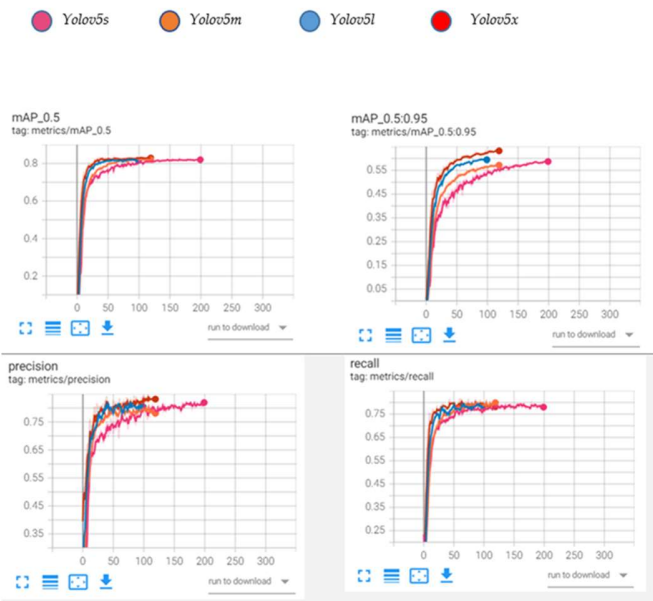 Yolov5s Yolov5m Yolov5l Yolov5x
mAP_0.5
tag: metrics/mAP_0.5
0.8
0.6
0.4
0.2
0 50 100 150 200 250 300
run to download
mAP_0.5:0.95
tag: metrics/mAP_0.5:0.95
0.55
0.45
0.35
0.25
0.15
0.05
0 50 100 150 200 250 300
run to download
precision
tag: metrics/precision
0.75
0.65
0.55
0.45
0.35
0 50 100 150 200 250 300
run to download
recall
tag: metrics/recall
0.75
0.65
0.55
0.45
0.35
0.25
0 50 100 150 200 250 300
run to download